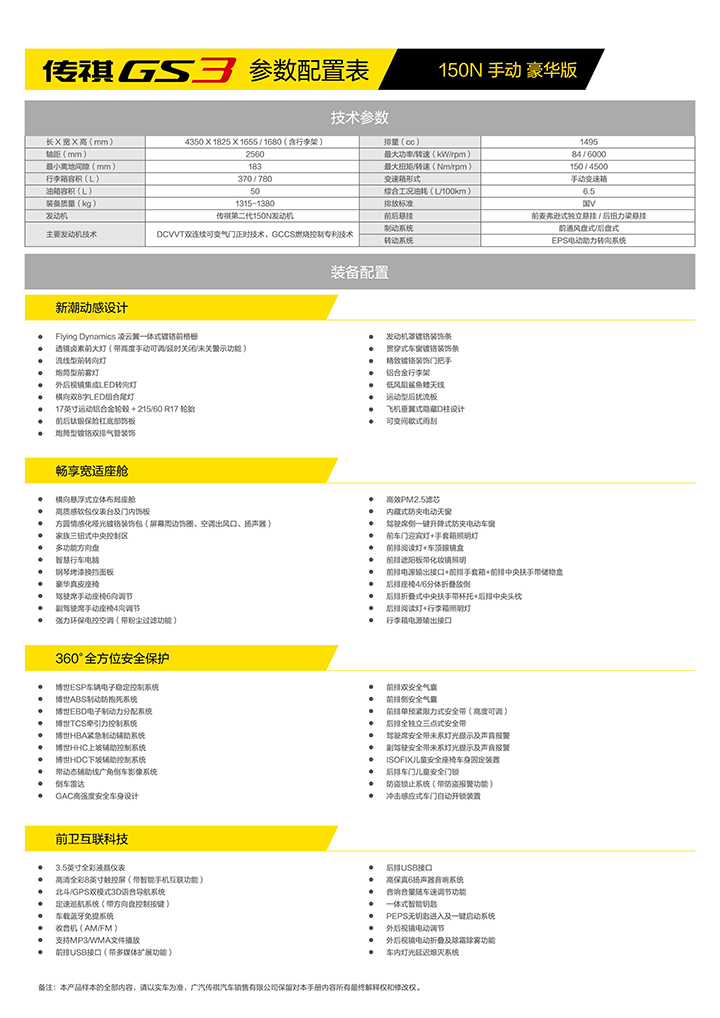 传祺 GS3 参数配置表 150N 手动 豪华版
技术参数
长 X 宽 X 高（mm） 4350 X 1825 X 1655 / 1680（含行李架） 排量（cc） 1495
轴距（mm） 2560 最大功率/转速（kW/rpm） 84 / 6000
最小离地间隙（mm） 183 最大扭矩/转速（Nm/rpm） 150 / 4500
行李箱容积（L） 370 / 780 变速箱形式 手动变速箱
油箱容积（L） 50 综合工况油耗（L/100km） 6.5
装备质量（kg） 1315-1380 排放标准 国V
发动机 传祺第二代150N发动机 前后悬挂 前麦弗逊式独立悬挂 / 后扭力梁悬挂
主要发动机技术 DCVVT双连续可变气门正时技术、GCCS燃烧控制专利技术 制动系统 前通风盘式/后盘式
转动系统 EPS电动助力转向系统
装备配置
新潮动感设计
Flying Dynamics 凌云翼一体式镀铬前格栅
透镜卤素前大灯（带高度手动可调/延时关闭/未关警示功能）
流线型前转向灯
炮筒型前雾灯
外后视镜集成LED转向灯
横向双8字LED组合尾灯
17英寸运动铝合金轮毂 + 215/60 R17 轮胎
前后钛银保险杠底部饰板
炮筒型镀铬双排气管装饰
发动机罩镀铬装饰条
贯穿式车窗镀铬装饰条
精致镀铬装饰门把手
铝合金行李架
低风阻鲨鱼鳍天线
运动型后扰流板
飞机垂翼式隐藏D柱设计
可变间歇式雨刮
畅享宽适座舱
横向悬浮式立体布局座舱
高质感软包仪表台及门内饰板
方圆情感化哑光镀铬装饰包（屏幕周边饰圈、空调出风口、扬声器）
家族三钮式中央控制区
多功能方向盘
智慧行车电脑
钢琴烤漆换挡面板
豪华真皮座椅
驾驶席手动座椅6向调节
副驾驶席手动座椅4向调节
强力环保电控空调（带粉尘过滤功能）
高效PM2.5滤芯
内藏式防夹电动天窗
驾驶席侧一键升降式防夹电动车窗
前车门迎宾灯+手套箱照明灯
前排阅读灯+车顶眼镜盒
前排遮阳板带化妆镜照明
前排电源输出接口+前排手套箱+前排中央扶手带储物盒
后排座椅4/6分体折叠放倒
后排折叠式中央扶手带杯托+后排中央头枕
后排阅读灯+行李箱照明灯
行李箱电源输出接口
360°全方位安全保护
博世ESP车辆电子稳定控制系统
博世ABS制动防抱死系统
博世EBD电子制动力分配系统
博世TCS牵引力控制系统
博世HBA紧急制动辅助系统
博世HHC上坡辅助控制系统
博世HDC下坡辅助控制系统
带动态辅助线广角倒车影像系统
倒车雷达
GAC高强度安全车身设计
前排双安全气囊
前排侧安全气囊
前排单预紧限力式安全带（高度可调）
后排全独立三点式安全带
驾驶席安全带未系灯光提示及声音报警
副驾驶安全带未系灯光提示及声音报警
ISOFIX儿童安全座椅车身固定装置
后排车门儿童安全门锁
防盗锁止系统（带防盗报警功能）
冲击感应式车门自动开锁装置
前卫互联科技
3.5英寸全彩液晶仪表
高清全彩8英寸触控屏（带智能手机互联功能）
北斗/GPS双模式3D语音导航系统
定速巡航系统（带方向盘控制按键）
车载蓝牙免提系统
收音机（AM/FM）
支持MP3/WMA文件播放
前排USB接口（带多媒体扩展功能）
后排USB接口
高保真6扬声器音响系统
音响音量随车速调节功能
一体式智能钥匙
PEPS无钥匙进入及一键启动系统
外后视镜电动调节
外后视镜电动折叠及除霜除雾功能
车内灯光延迟熄灭系统
备注：本产品样本的全部内容，请以实车为准，广汽传祺汽车销售有限公司保留对本手册内容所有最终解释权和修改权。